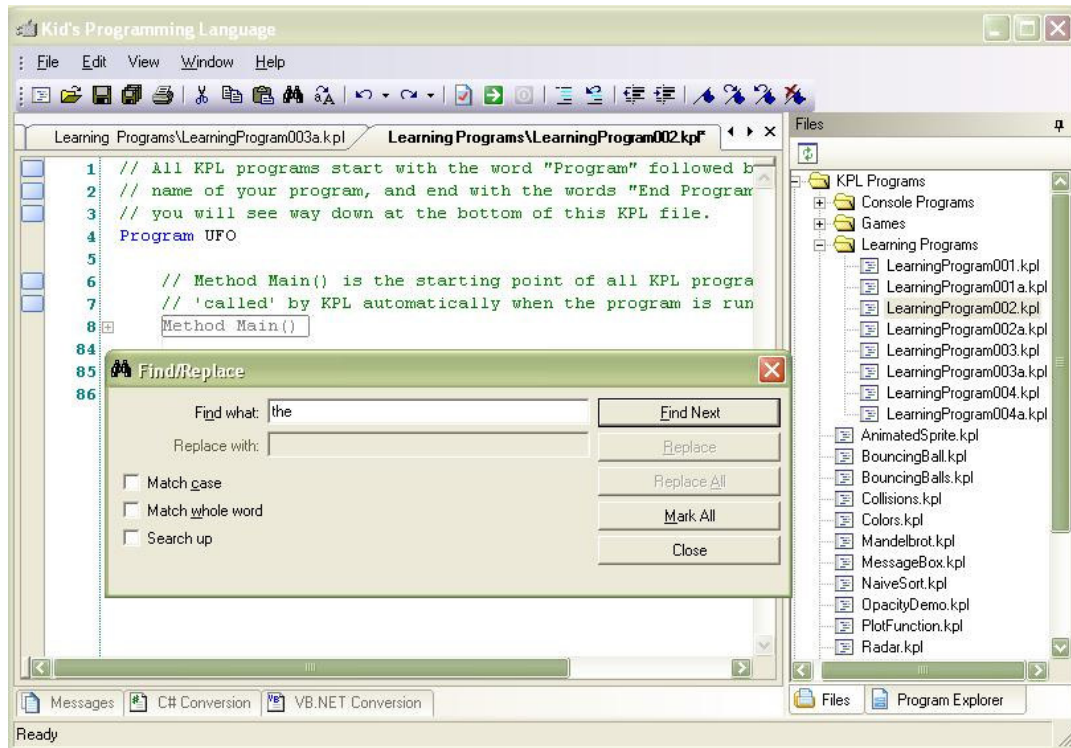 Kid's Programming Language
File Edit View Window Help
Learning Programs\LearningProgram003a.kpl Learning Programs\LearningProgram002.kpl*
1 // All KPL programs start with the word "Program" followed b
2 // name of your program, and end with the words "End Program
3 // you will see way down at the bottom of this KPL file.
4 Program UFO
5
6 // Method Main() is the starting point of all KPL progra
7 // 'called' by KPL automatically when the program is run
8 Method Main()
84
85
86
Find/Replace
Find what: the
Find Next
Replace with:
Replace
Match case
Replace All
Match whole word
Mark All
Search up
Close
Messages C# Conversion VB.NET Conversion
Ready
Files
KPL Programs
Console Programs
Games
Learning Programs
LearningProgram001.kpl
LearningProgram001a.kpl
LearningProgram002.kpl
LearningProgram002a.kpl
LearningProgram003.kpl
LearningProgram003a.kpl
LearningProgram004.kpl
LearningProgram004a.kpl
AnimatedSprite.kpl
BouncingBall.kpl
BouncingBalls.kpl
Collisions.kpl
Colors.kpl
Mandelbrot.kpl
MessageBox.kpl
NaiveSort.kpl
OpacityDemo.kpl
PlotFunction.kpl
Radar.kpl
Files Program Explorer